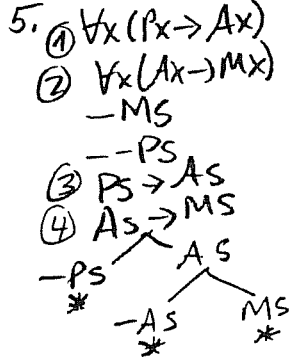 5. ① ∀x(Px→Ax)
② ∀x(Ax→Mx)
−Ms
−−Ps
③ Ps→As
④ As→Ms
−Ps As
* −As Ms
* *